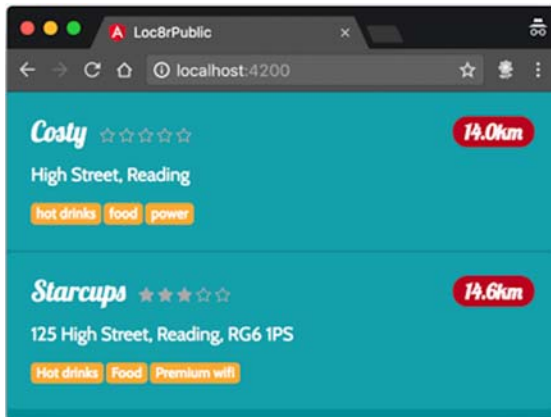 Loc8rPublic
localhost:4200
Costy 14.0km
High Street, Reading
hot drinks food power
Starcups 14.6km
125 High Street, Reading, RG6 1PS
Hot drinks Food Premium wifi